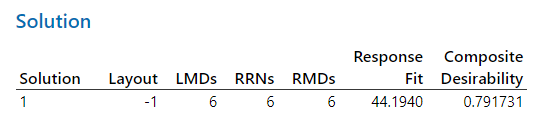 Solution
Response Composite
Solution Layout LMDs RRNs RMDs Fit Desirability
1 -1 6 6 6 44.1940 0.791731